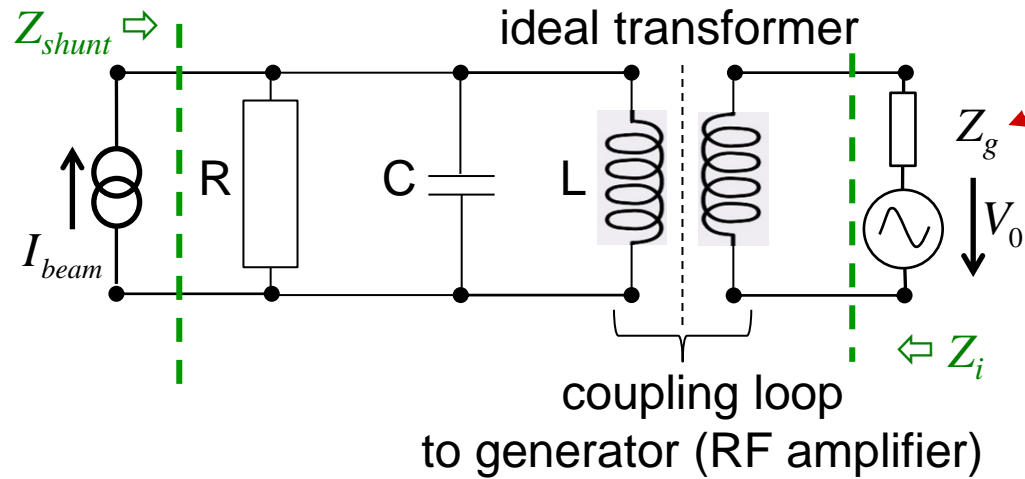 Z_shunt ⇨
ideal transformer
I_beam
R
C
L
Z_g
V_0
⇦ Z_i
coupling loop
to generator (RF amplifier)